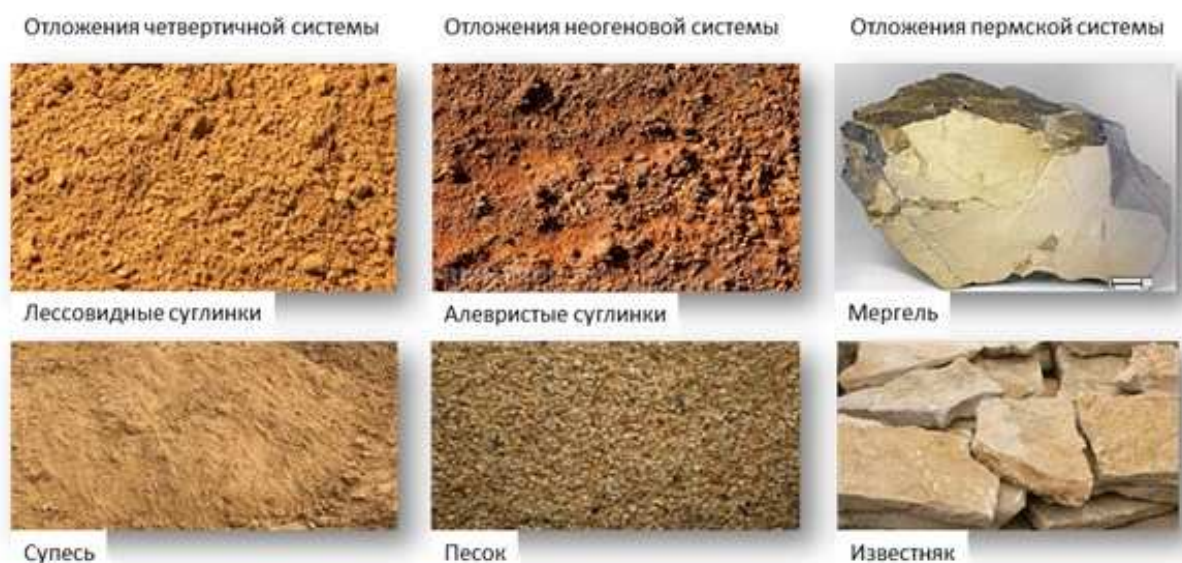 Отложения четвертичной системы
Отложения неогеновой системы
Отложения пермской системы
Лессовидные суглинки
Алевристые суглинки
Мергель
Супесь
Песок
Известняк